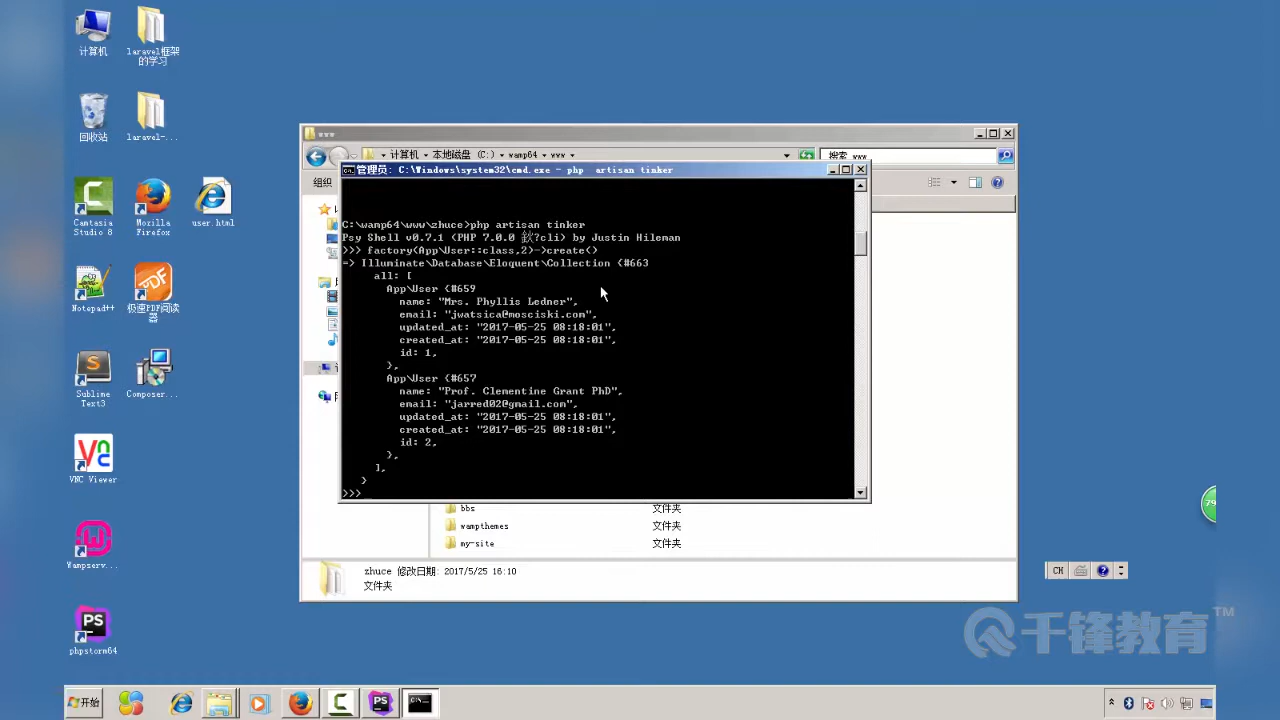 计算机
laravel框架
的学习
回收站
laravel-...
Camtasia
Studio 8
Mozilla
Firefox
user.html
Notepad++
极速PDF阅读
器
Sublime
Text3
Composer...
VNC Viewer
Wampserv...
phpstorm64
www
计算机 ▾ 本地磁盘 (C:) ▾ wamp64 ▾ www ▾
搜索 www
组织
管理员: C:\Windows\system32\cmd.exe - php  artisan tinker
C:\wamp64\www\zhuce>php artisan tinker
Psy Shell v0.7.1 (PHP 7.0.0 鈥?cli) by Justin Hileman
>>> factory(App\User::class,2)->create()
=> Illuminate\Database\Eloquent\Collection {#663
all: [
App\User {#659
name: "Mrs. Phyllis Ledner",
email: "jwatsica@mosciski.com",
updated_at: "2017-05-25 08:18:01",
created_at: "2017-05-25 08:18:01",
id: 1,
},
App\User {#657
name: "Prof. Clementine Grant PhD",
email: "jarred02@gmail.com",
updated_at: "2017-05-25 08:18:01",
created_at: "2017-05-25 08:18:01",
id: 2,
},
],
}
>>>
bbs 文件夹
wampthemes 文件夹
my-site 文件夹
zhuce 修改日期: 2017/5/25 16:10
文件夹
79
CH
千锋教育™
开始